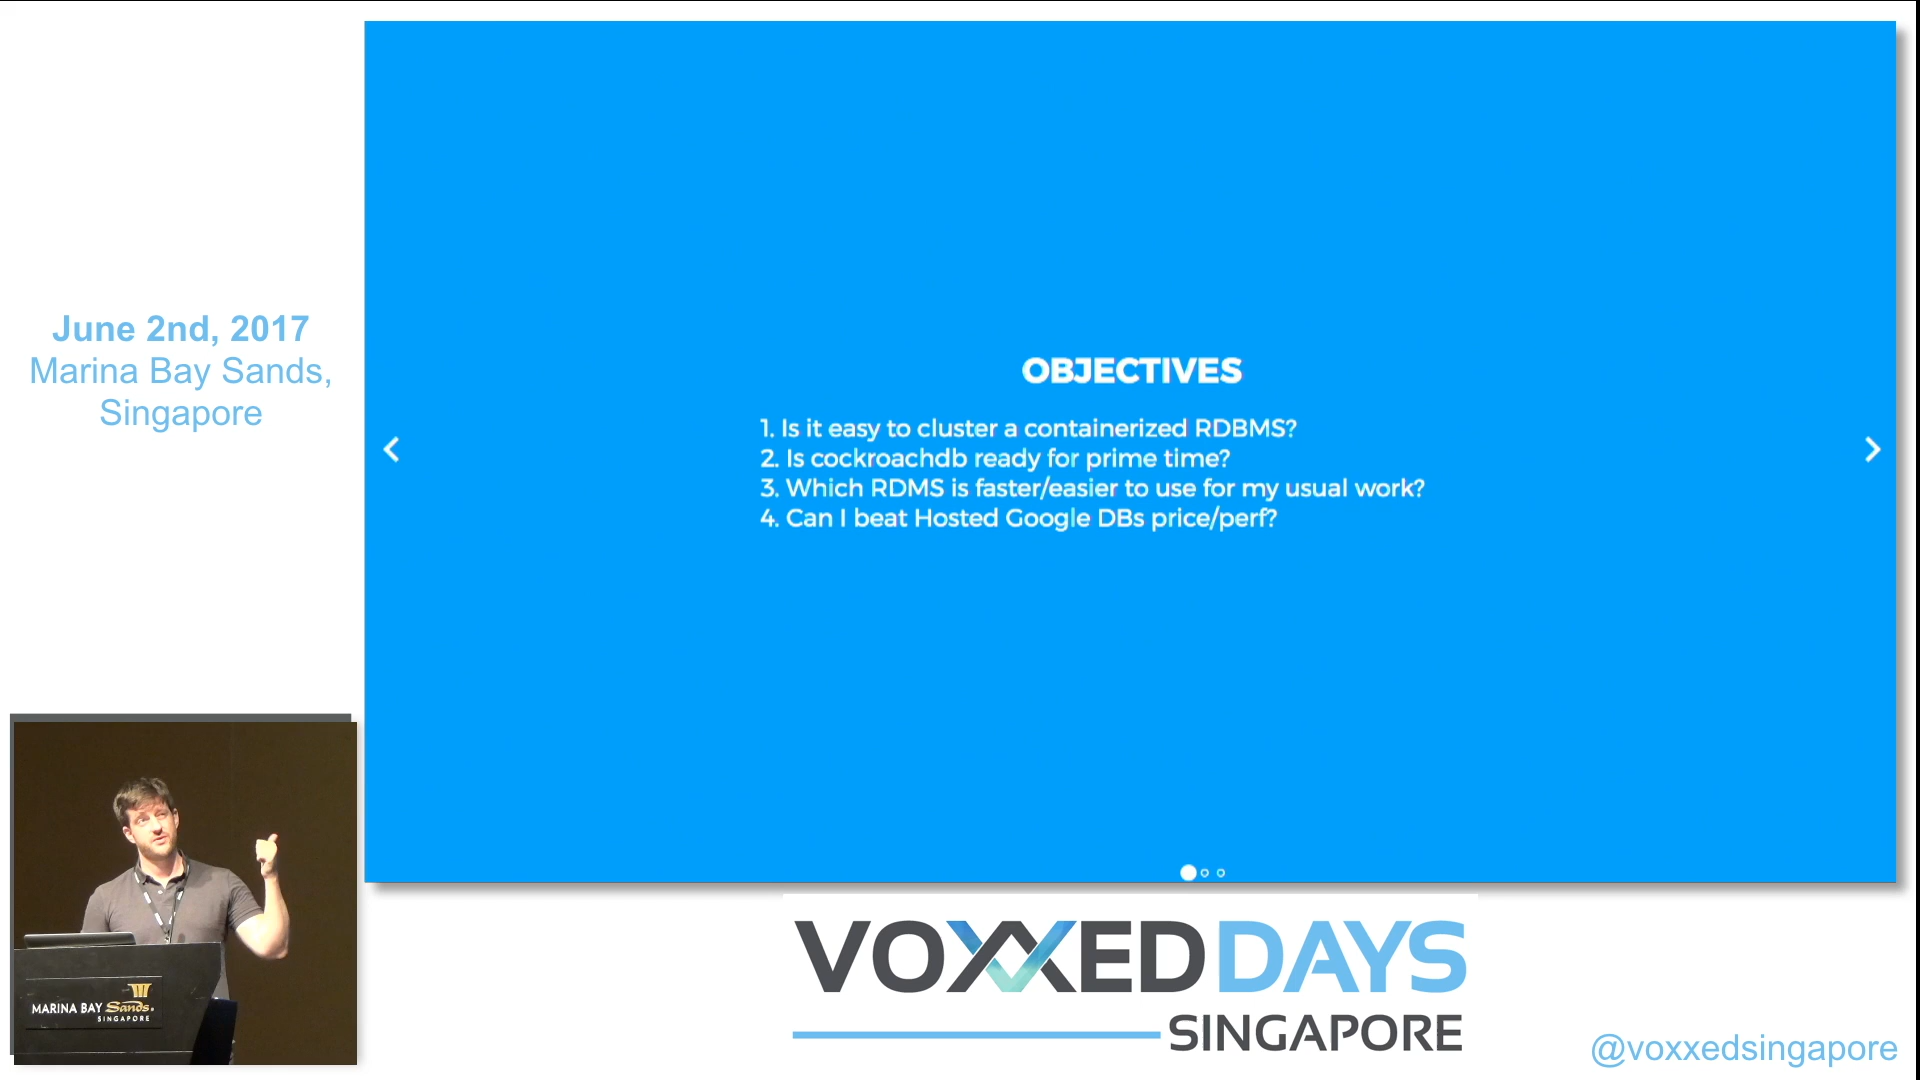 June 2nd, 2017
Marina Bay Sands,
Singapore
OBJECTIVES
1. Is it easy to cluster a containerized RDBMS?
2. Is cockroachdb ready for prime time?
3. Which RDMS is faster/easier to use for my usual work?
4. Can I beat Hosted Google DBs price/perf?
MARINA BAY Sands.
SINGAPORE
VOXXED DAYS
SINGAPORE
@voxxedsingapore